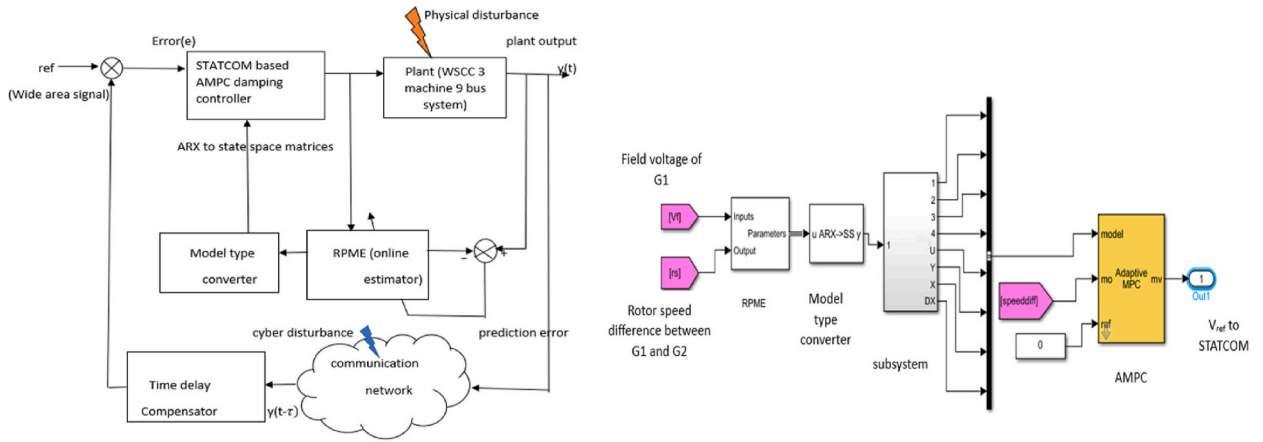 Physical disturbance
Error(e)
plant output
ref
(Wide area signal)
STATCOM based
AMPC damping
controller
Plant (WSCC 3
machine 9 bus
system)
y(t)
ARX to state space matrices
Model type
converter
RPME (online
estimator)
−
+
cyber disturbance
prediction error
communication
network
Time delay
Compensator
y(t-τ)
Field voltage of
G1
[Vf]
[rs]
Rotor speed
difference between
G1 and G2
Inputs
Parameters
Output
RPME
u ARX->SS y
Model
type
converter
1
1
2
3
4
U
Y
X
DX
subsystem
[speeddiff]
0
model
mo
ref
Adaptive
MPC
mv
AMPC
1
Out1
Vref to
STATCOM